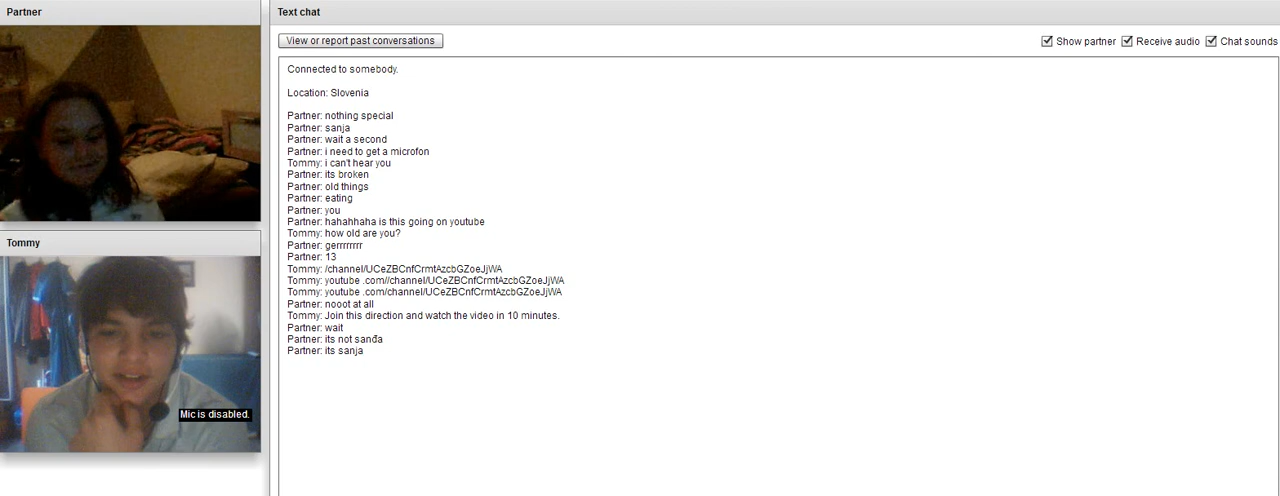 Partner
Text chat
View or report past conversations
Show partner
Receive audio
Chat sounds
Connected to somebody.
Location: Slovenia
Partner: nothing special
Partner: sanja
Partner: wait a second
Partner: i need to get a microfon
Tommy: i can't hear you
Partner: its broken
Partner: old things
Partner: eating
Partner: you
Partner: hahahhaha is this going on youtube
Tommy: how old are you?
Partner: gerrrrrrrr
Partner: 13
Tommy: /channel/UCeZBCnfCrmtAzcbGZoeJjWA
Tommy: youtube .com//channel/UCeZBCnfCrmtAzcbGZoeJjWA
Tommy: youtube .com/channel/UCeZBCnfCrmtAzcbGZoeJjWA
Partner: nooot at all
Tommy: Join this direction and watch the video in 10 minutes.
Partner: wait
Partner: its not sanđa
Partner: its sanja
Tommy
Mic is disabled.